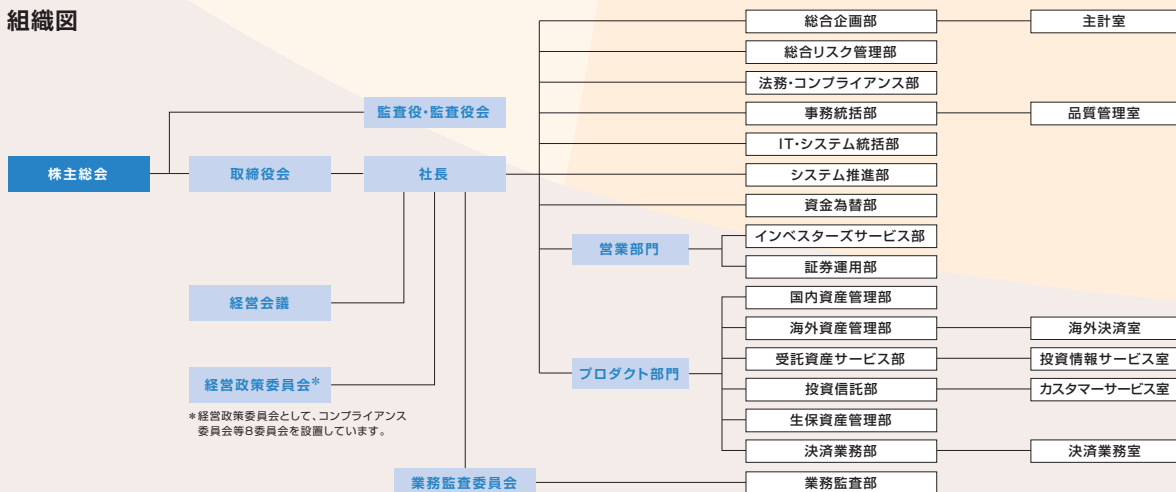 組織図
総合企画部
主計室
総合リスク管理部
法務・コンプライアンス部
監査役・監査役会
事務統括部
品質管理室
IT・システム統括部
株主総会
取締役会
社長
システム推進部
資金為替部
営業部門
インベスターズサービス部
証券運用部
国内資産管理部
経営会議
海外資産管理部
海外決済室
受託資産サービス部
投資情報サービス室
プロダクト部門
経営政策委員会*
投資信託部
カスタマーサービス室
*経営政策委員会として、コンプライアンス
委員会等8委員会を設置しています。
生保資産管理部
決済業務部
決済業務室
業務監査委員会
業務監査部